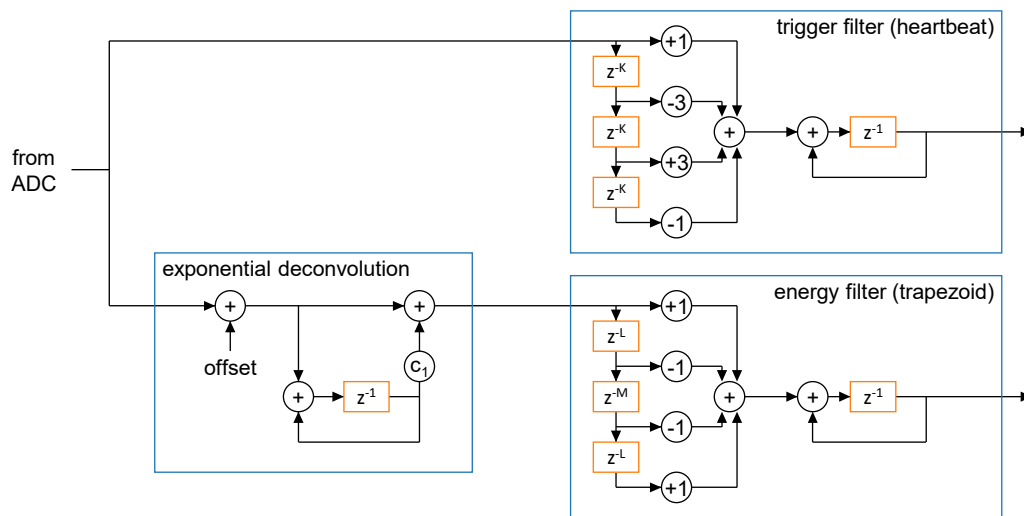 trigger filter (heartbeat)
+1
z-K
-3
z-K
+
+
z-1
+3
z-K
-1
from
ADC
exponential deconvolution
+
+
offset
c1
+
z-1
energy filter (trapezoid)
+1
z-L
-1
z-M
+
+
z-1
-1
z-L
+1